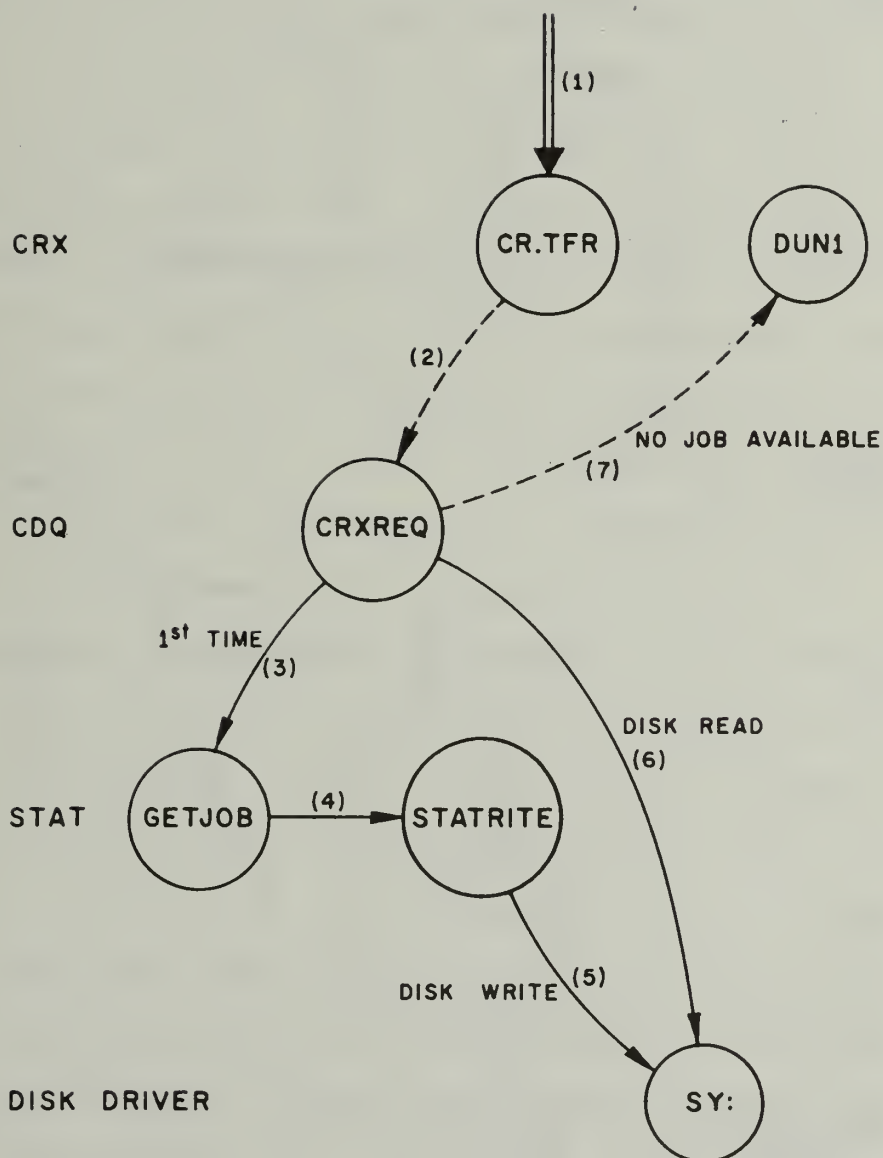 (1)
CRX
CR.TFR
DUN1
(2)
NO JOB AVAILABLE
(7)
CDQ
CRXREQ
1st TIME
(3)
DISK READ
(6)
STAT
GETJOB
(4)
STATRITE
(5)
DISK WRITE
DISK DRIVER
SY: